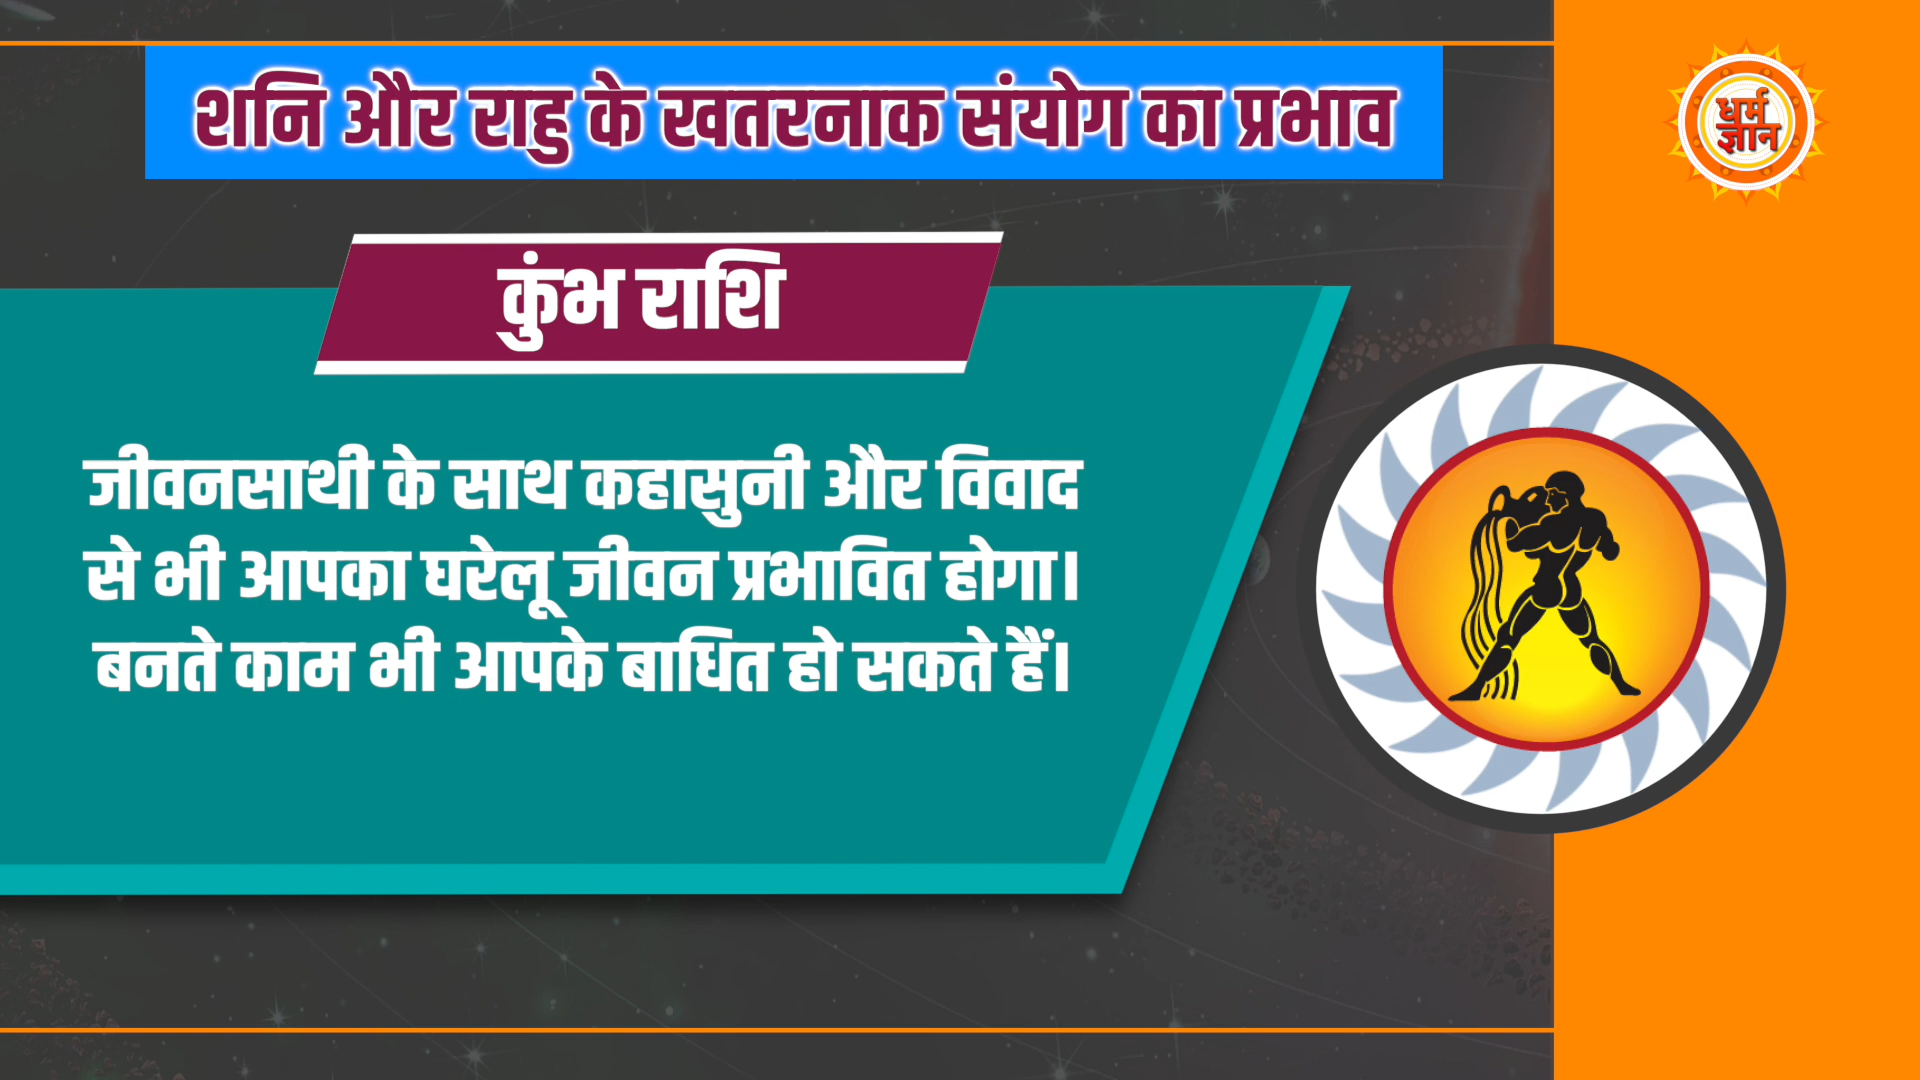 शनि और राहु के खतरनाक संयोग का प्रभाव
धर्म
ज्ञान
कुंभ राशि
जीवनसाथी के साथ कहासुनी और विवाद
से भी आपका घरेलू जीवन प्रभावित होगा।
बनते काम भी आपके बाधित हो सकते हैं।